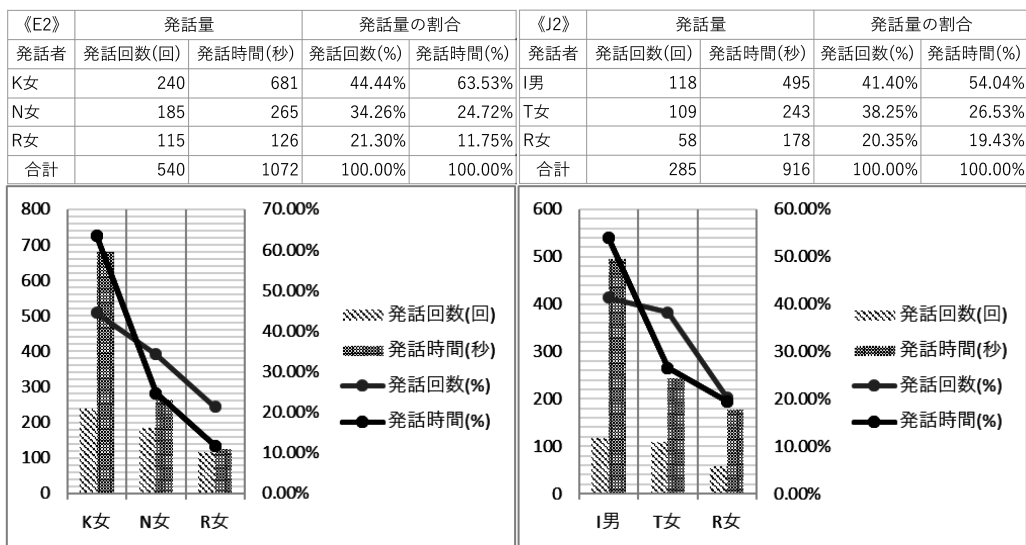 《E2》 発話量 発話量の割合
発話者 発話回数(回) 発話時間(秒) 発話回数(%) 発話時間(%)
K女 240 681 44.44% 63.53%
N女 185 265 34.26% 24.72%
R女 115 126 21.30% 11.75%
合計 540 1072 100.00% 100.00%
《J2》 発話量 発話量の割合
発話者 発話回数(回) 発話時間(秒) 発話回数(%) 発話時間(%)
I男 118 495 41.40% 54.04%
T女 109 243 38.25% 26.53%
R女 58 178 20.35% 19.43%
合計 285 916 100.00% 100.00%
800
700
600
500
400
300
200
100
0
70.00%
60.00%
50.00%
40.00%
30.00%
20.00%
10.00%
0.00%
K女 N女 R女
発話回数(回)
発話時間(秒)
発話回数(%)
発話時間(%)
600
500
400
300
200
100
0
60.00%
50.00%
40.00%
30.00%
20.00%
10.00%
0.00%
I男 T女 R女
発話回数(回)
発話時間(秒)
発話回数(%)
発話時間(%)